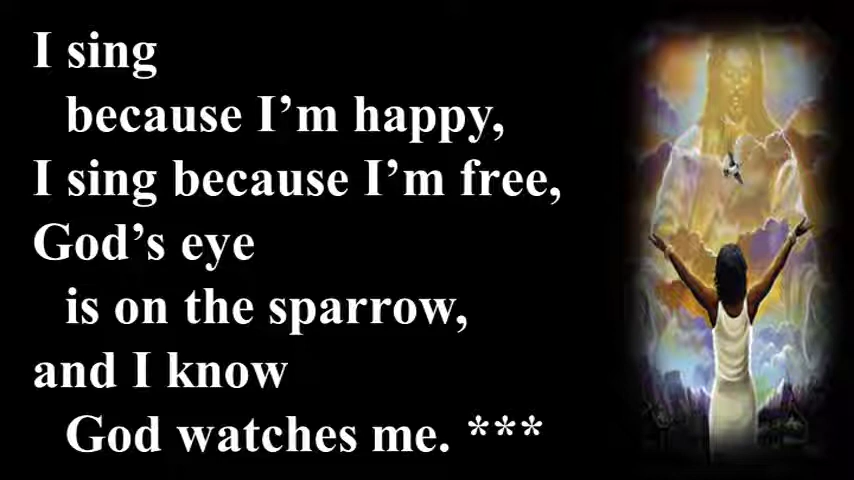 I sing
because I’m happy,
I sing because I’m free,
God’s eye
is on the sparrow,
and I know
God watches me. ***